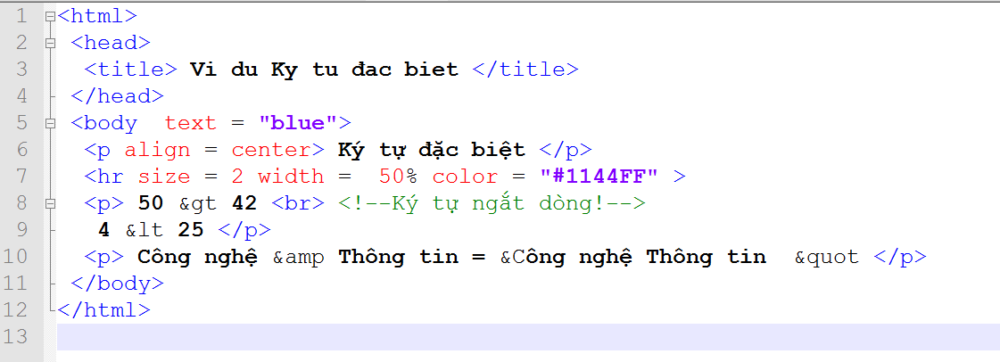 1 <html>
2 <head>
3 <title> Vi du Ky tu đac biet </title>
4 </head>
5 <body  text = "blue">
6 <p align = center> Ký tự đặc biệt </p>
7 <hr size = 2 width =  50% color = "#1144FF" >
8 <p> 50 &gt 42 <br> <!--Ký tự ngắt dòng!-->
9 4 &lt 25 </p>
10 <p> Công nghệ &amp Thông tin = &Công nghệ Thông tin  &quot </p>
11 </body>
12 </html>
13